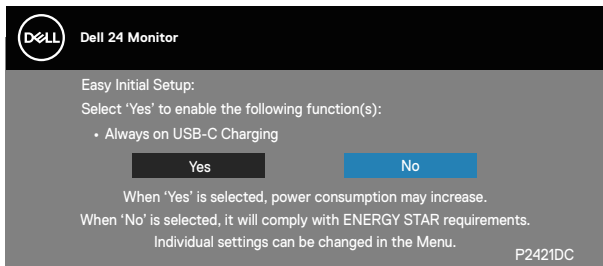 DELL
Dell 24 Monitor
Easy Initial Setup:
Select ‘Yes’ to enable the following function(s):
• Always on USB-C Charging
Yes No
When ‘Yes’ is selected, power consumption may increase.
When ‘No’ is selected, it will comply with ENERGY STAR requirements.
Individual settings can be changed in the Menu.
P2421DC